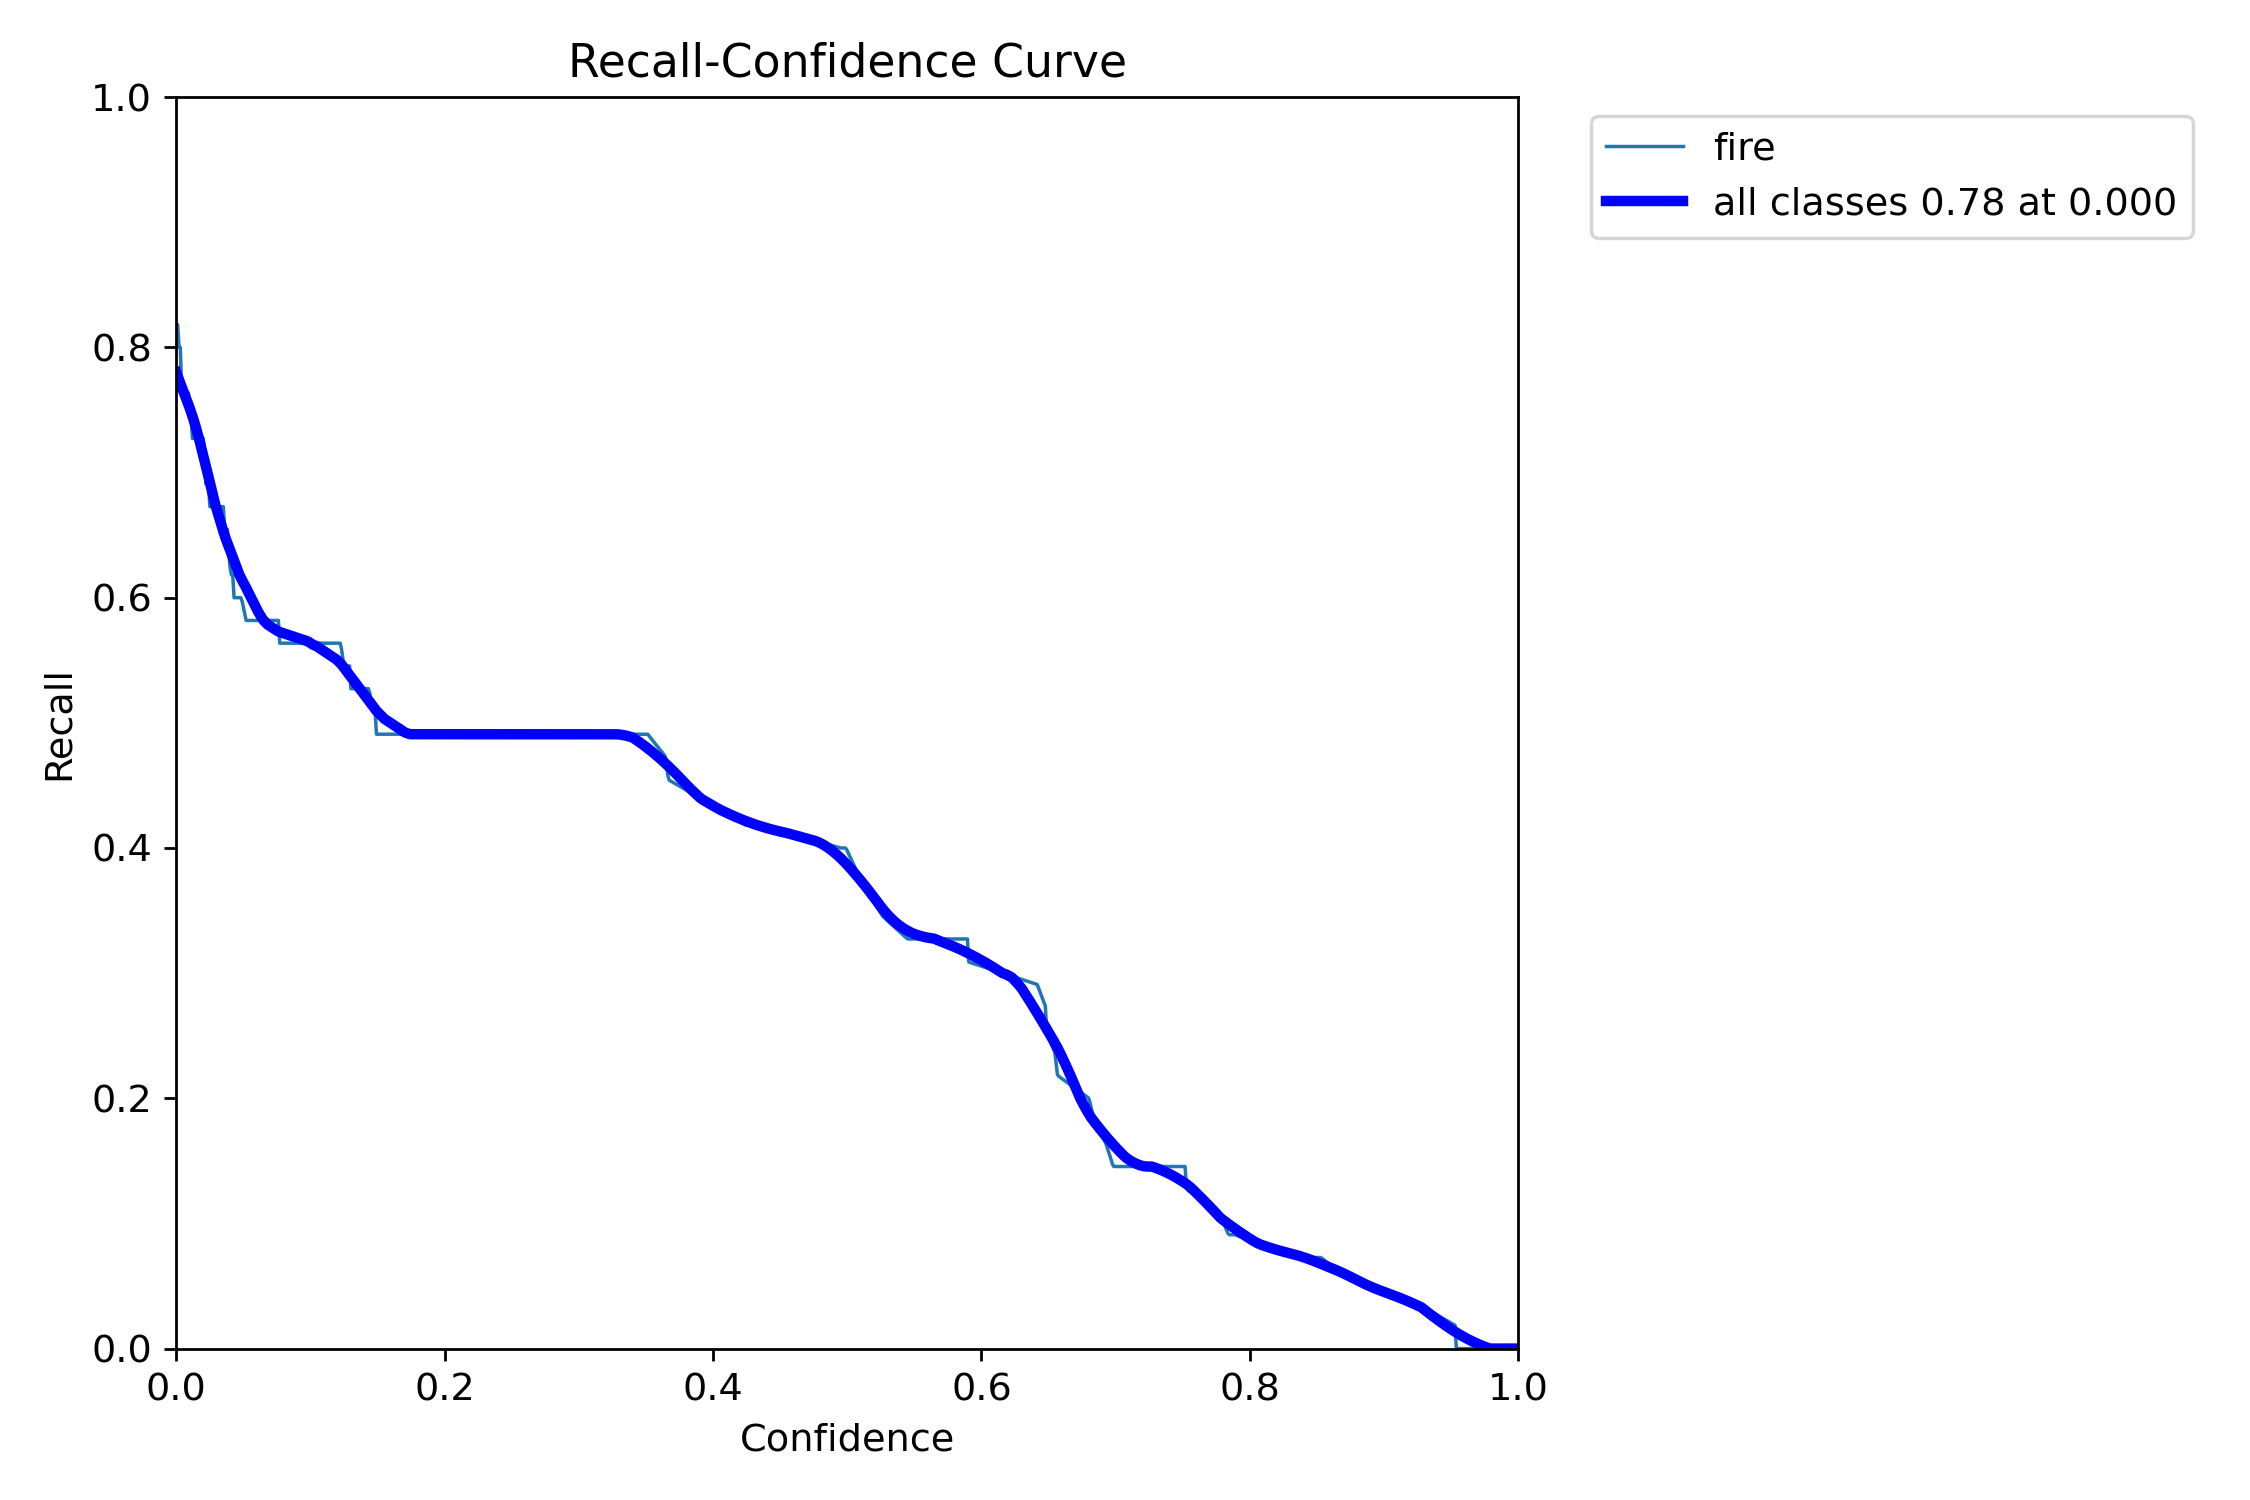 Recall-Confidence Curve
1.0
0.8
0.6
0.4
0.2
0.0
Recall
0.0 0.2 0.4 0.6 0.8 1.0
Confidence
fire
all classes 0.78 at 0.000